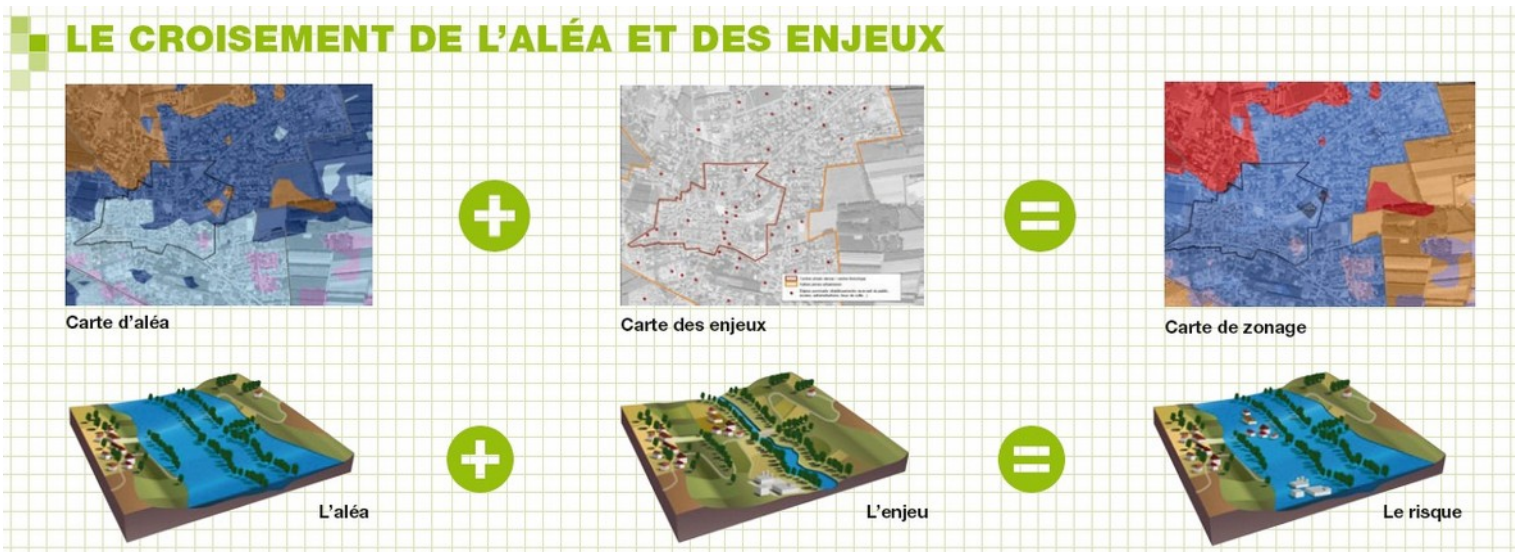 LE CROISEMENT DE L'ALÉA ET DES ENJEUX
Carte d'aléa
Carte des enjeux
Carte de zonage
L'aléa
L'enjeu
Le risque